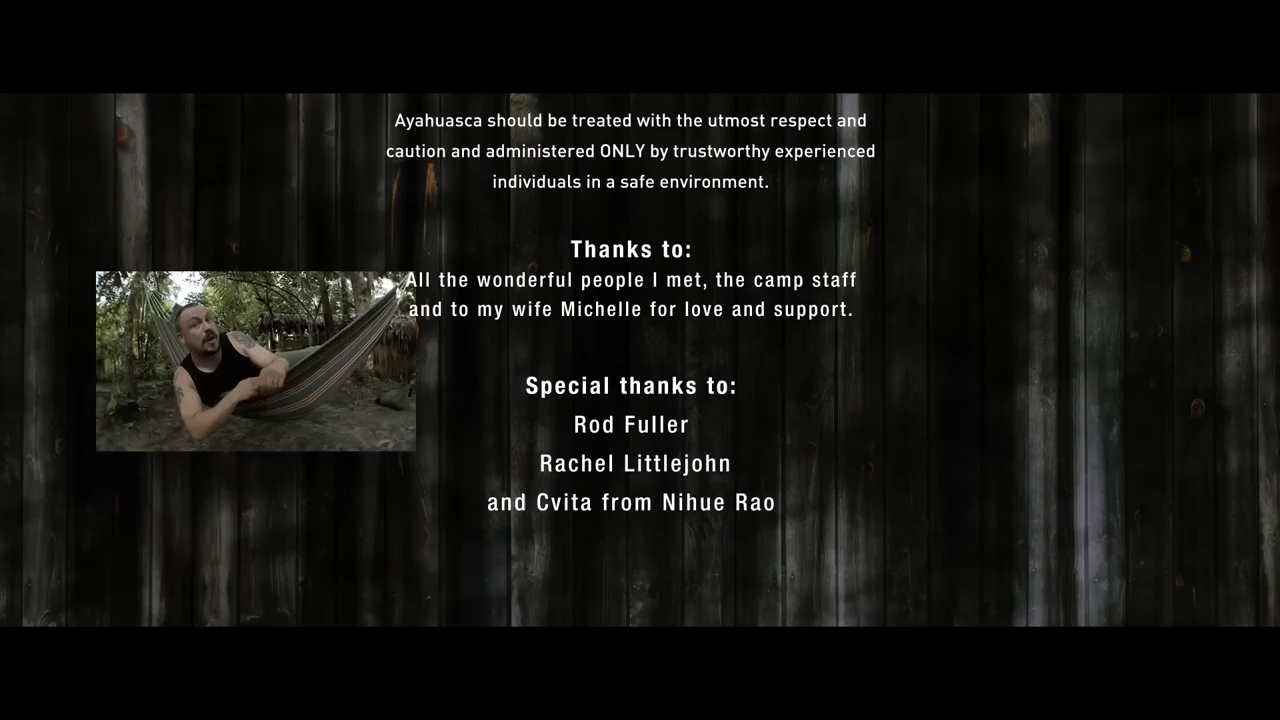 Ayahuasca should be treated with the utmost respect and
caution and administered ONLY by trustworthy experienced
individuals in a safe environment.
Thanks to:
All the wonderful people I met, the camp staff
and to my wife Michelle for love and support.
Special thanks to:
Rod Fuller
Rachel Littlejohn
and Cvita from Nihue Rao